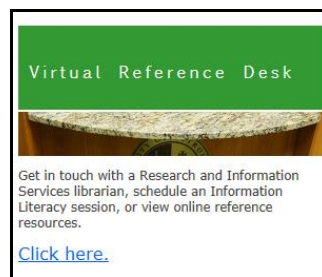 Virtual Reference Desk
Get in touch with a Research and Information
Services librarian, schedule an Information
Literacy session, or view online reference
resources.
Click here.